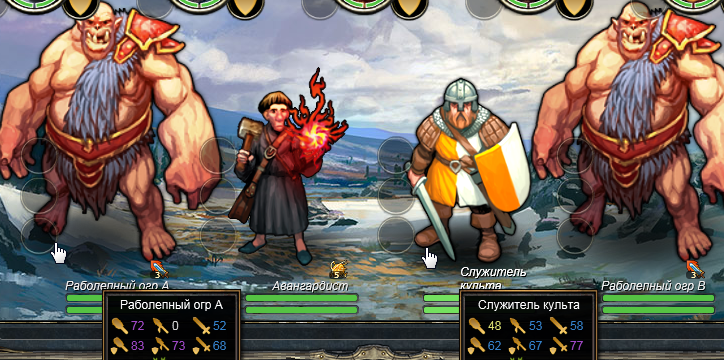 3
3
3
Раболепный огр А
Авангардист
Служитель
культа
Раболепный огр В
Раболепный огр А
72 0 52
83 73 68
Служитель культа
48 53 58
62 67 77